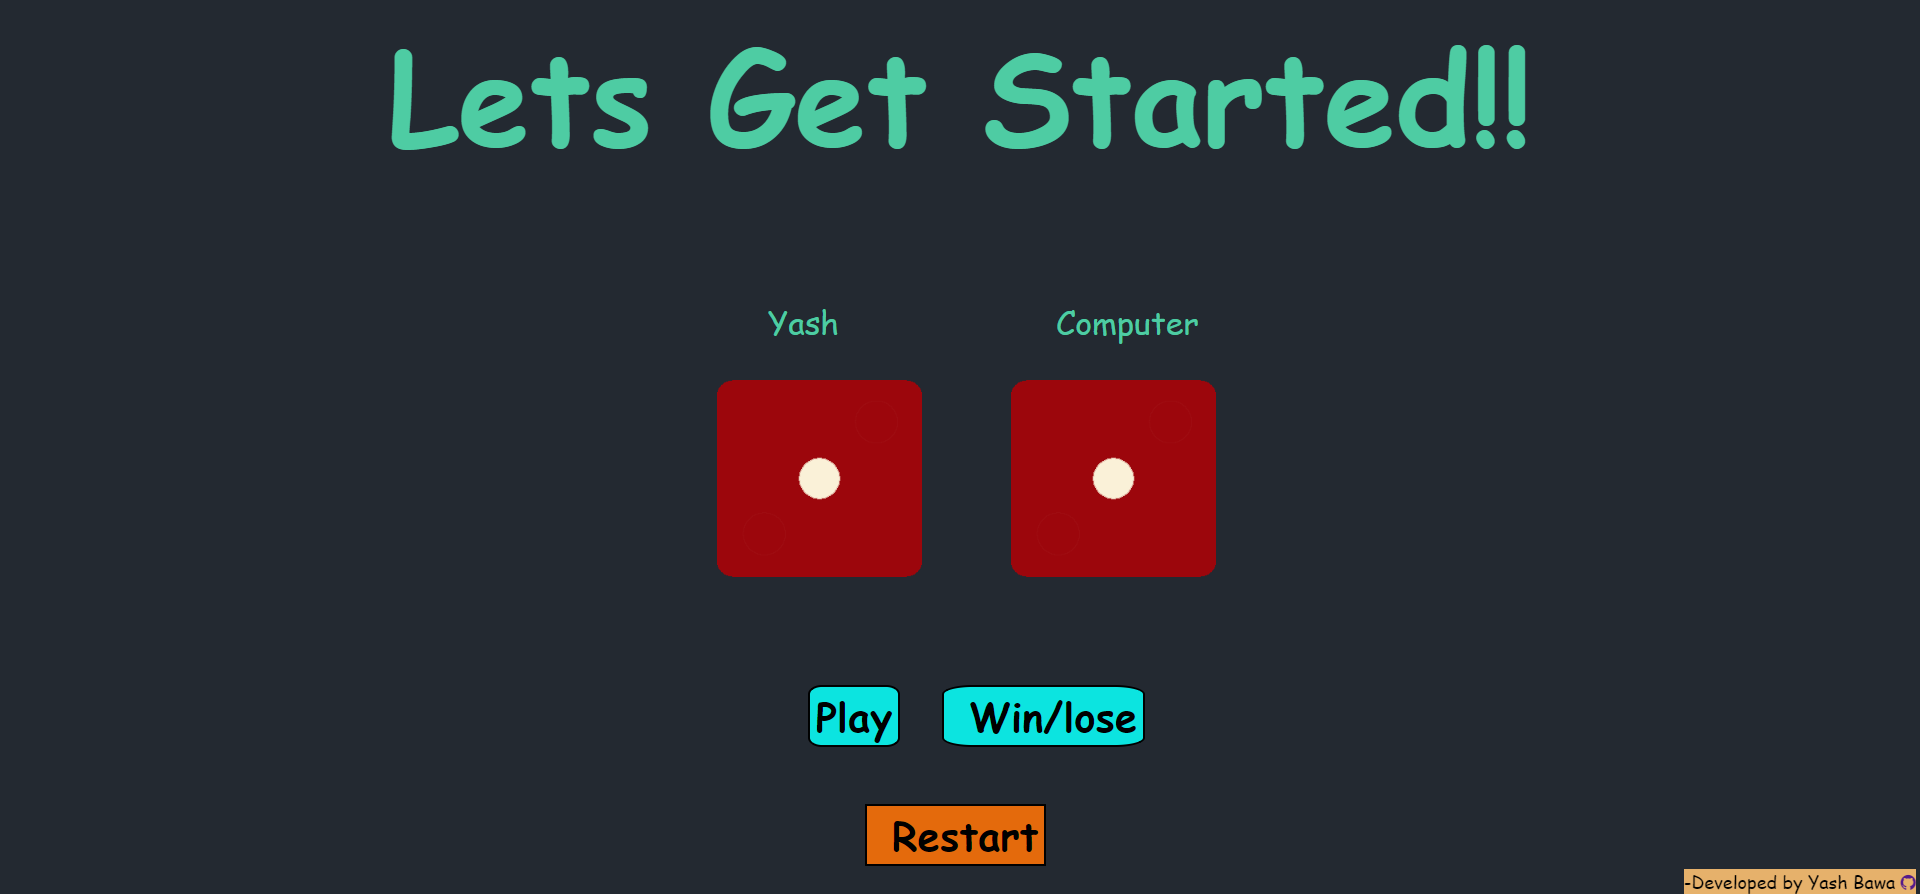 Lets Get Started!!
Yash
Computer
Play
Win/lose
Restart
-Developed by Yash Bawa